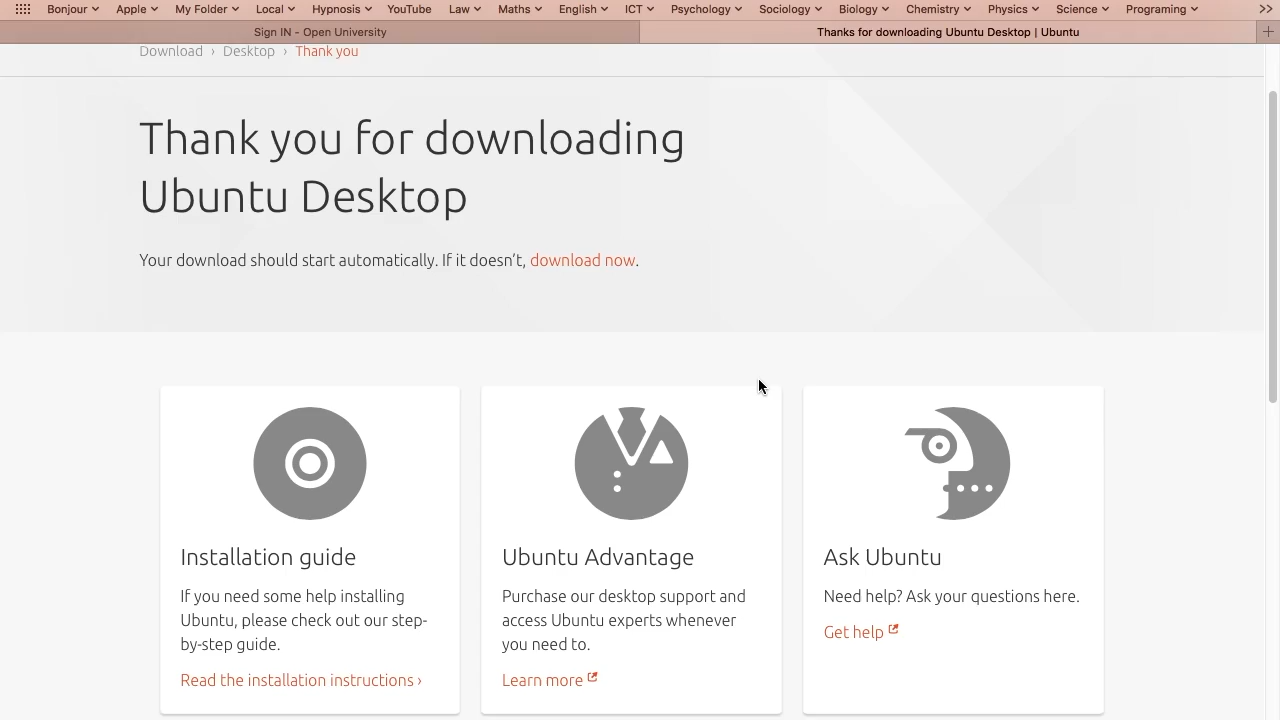 Bonjour Apple My Folder Local Hypnosis YouTube Law Maths English ICT Psychology Sociology Biology Chemistry Physics Science Programing
Sign IN - Open University Thanks for downloading Ubuntu Desktop | Ubuntu
Download › Desktop › Thank you
Thank you for downloading
Ubuntu Desktop
Your download should start automatically. If it doesn’t, download now.
Installation guide
If you need some help installing
Ubuntu, please check out our step-
by-step guide.
Read the installation instructions ›
Ubuntu Advantage
Purchase our desktop support and
access Ubuntu experts whenever
you need to.
Learn more
Ask Ubuntu
Need help? Ask your questions here.
Get help